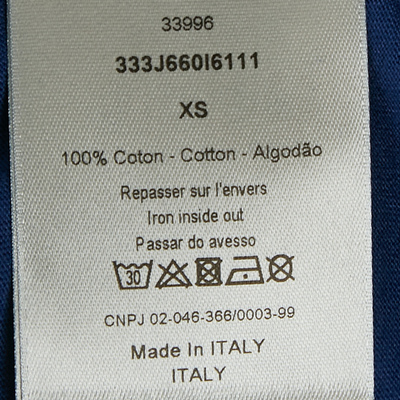 33996
333J660I6111
XS
100% Coton - Cotton - Algodão
Repasser sur l'envers
Iron inside out
Passar do avesso
30
CNPJ 02-046-366/0003-99
Made In ITALY
ITALY